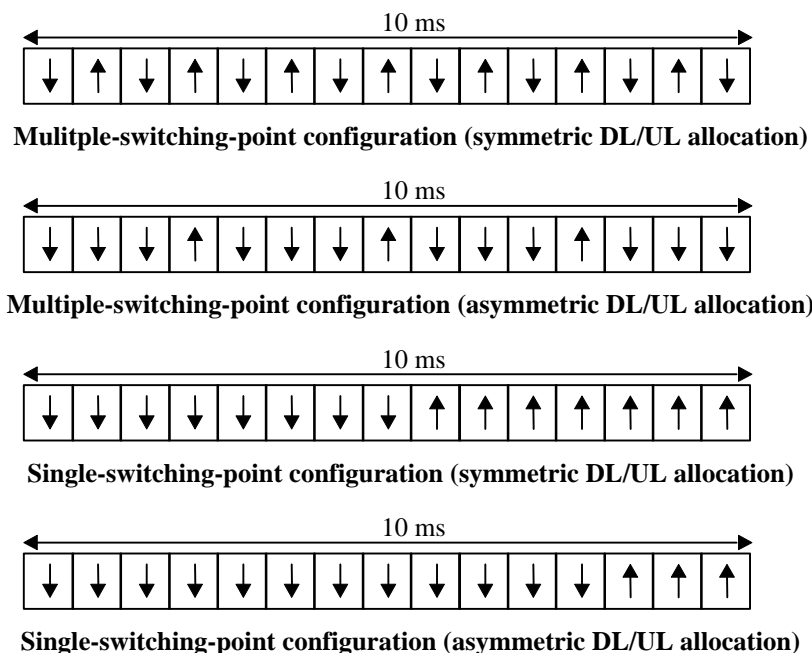 10 ms
Mulitple-switching-point configuration (symmetric DL/UL allocation)
10 ms
Multiple-switching-point configuration (asymmetric DL/UL allocation)
10 ms
Single-switching-point configuration (symmetric DL/UL allocation)
10 ms
Single-switching-point configuration (asymmetric DL/UL allocation)